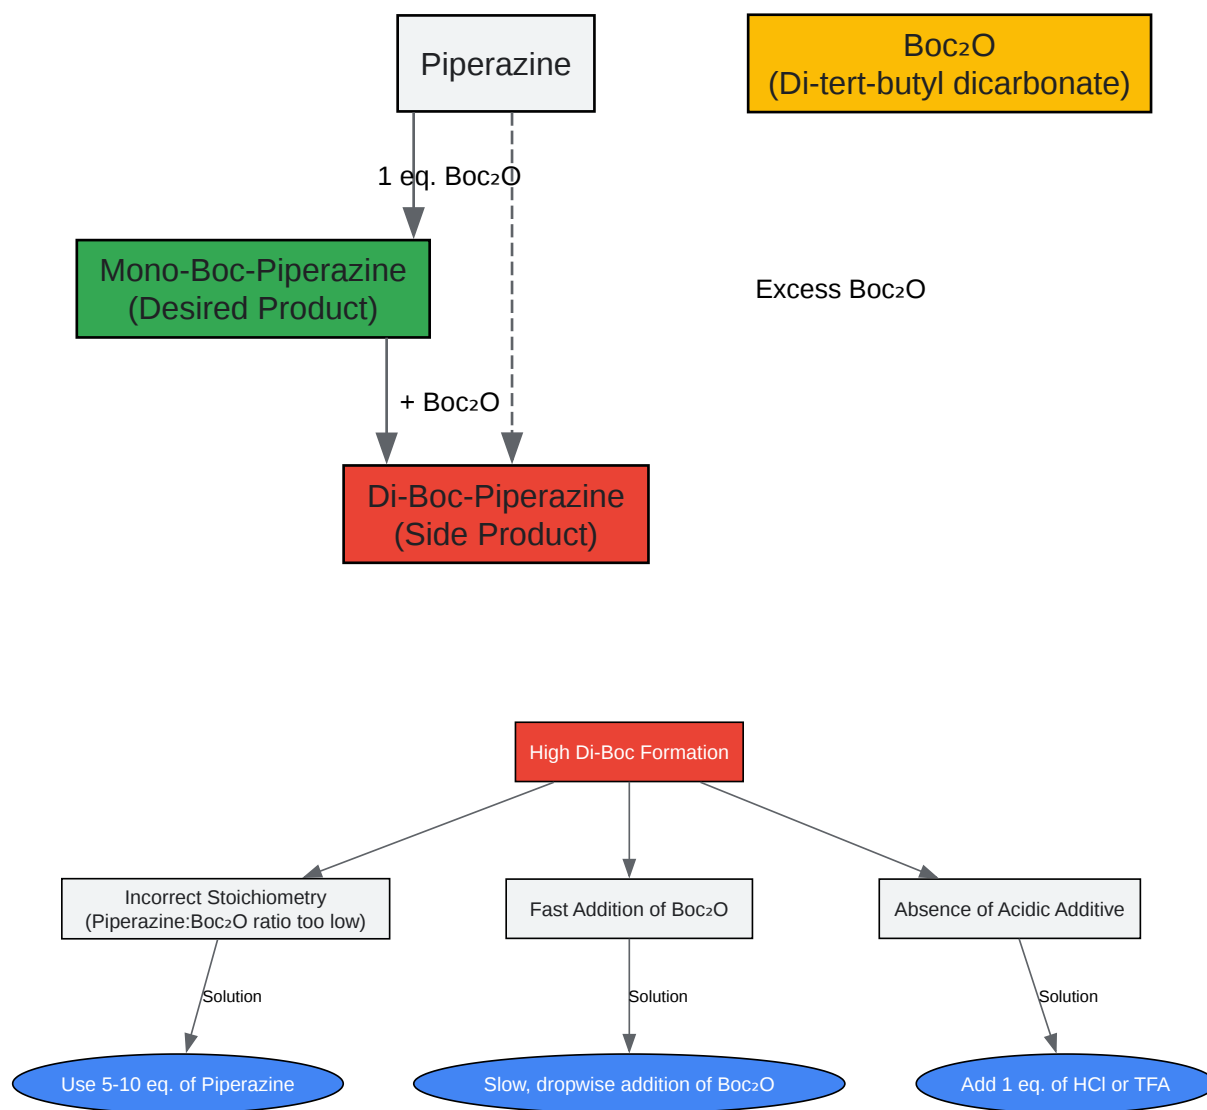 Piperazine
Boc₂O
(Di-tert-butyl dicarbonate)
1 eq. Boc₂O
Mono-Boc-Piperazine
(Desired Product)
Excess Boc₂O
+ Boc₂O
Di-Boc-Piperazine
(Side Product)
High Di-Boc Formation
Incorrect Stoichiometry
(Piperazine:Boc₂O ratio too low)
Fast Addition of Boc₂O
Absence of Acidic Additive
Solution
Solution
Solution
Use 5-10 eq. of Piperazine
Slow, dropwise addition of Boc₂O
Add 1 eq. of HCl or TFA